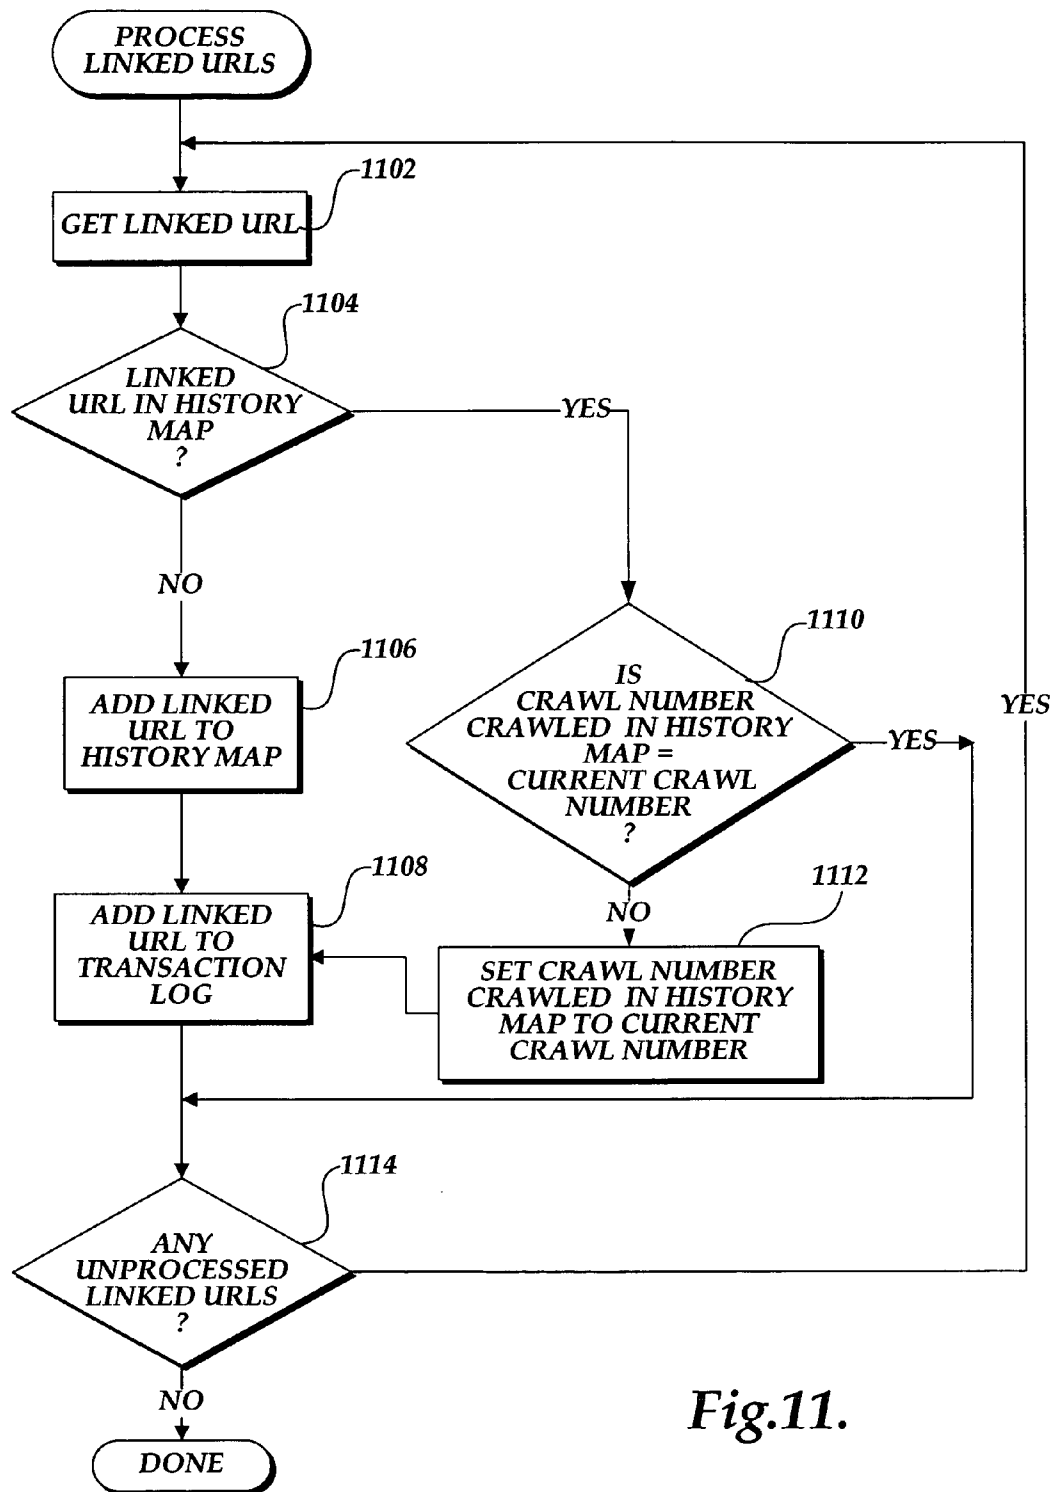 PROCESS
LINKED URLS
1102
GET LINKED URL
1104
LINKED
URL IN HISTORY
MAP
?
YES
NO
1106
ADD LINKED
URL TO
HISTORY MAP
1110
IS
CRAWL NUMBER
CRAWLED IN HISTORY
MAP =
CURRENT CRAWL
NUMBER
?
YES
YES
1108
ADD LINKED
URL TO
TRANSACTION
LOG
NO
1112
SET CRAWL NUMBER
CRAWLED IN HISTORY
MAP TO CURRENT
CRAWL NUMBER
1114
ANY
UNPROCESSED
LINKED URLS
?
NO
DONE
Fig.11.